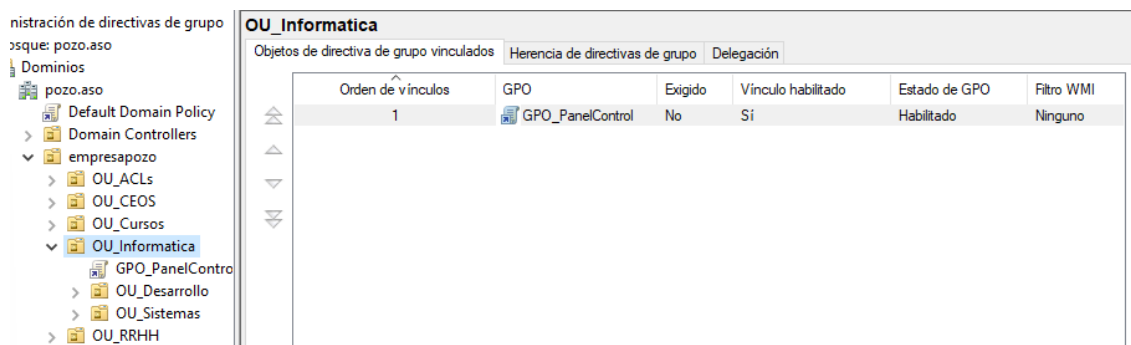 nistración de directivas de grupo
osque: pozo.aso
Dominios
pozo.aso
Default Domain Policy
Domain Controllers
empresapozo
OU_ACLs
OU_CEOS
OU_Cursos
OU_Informatica
GPO_PanelContro
OU_Desarrollo
OU_Sistemas
OU_RRHH
OU_Informatica
Objetos de directiva de grupo vinculados Herencia de directivas de grupo Delegación
Orden de vínculos GPO Exigido Vínculo habilitado Estado de GPO Filtro WMI
1 GPO_PanelControl No Sí Habilitado Ninguno